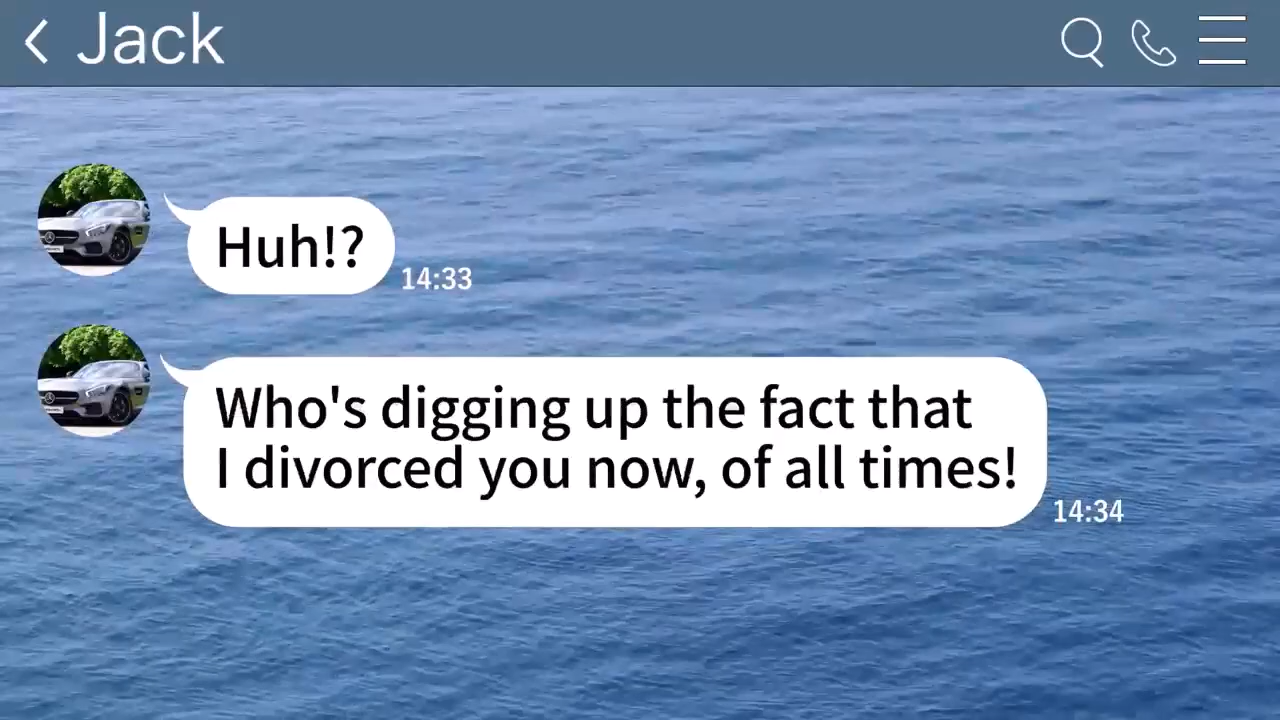 Jack
Huh!?
14:33
Who's digging up the fact that
I divorced you now, of all times!
14:34